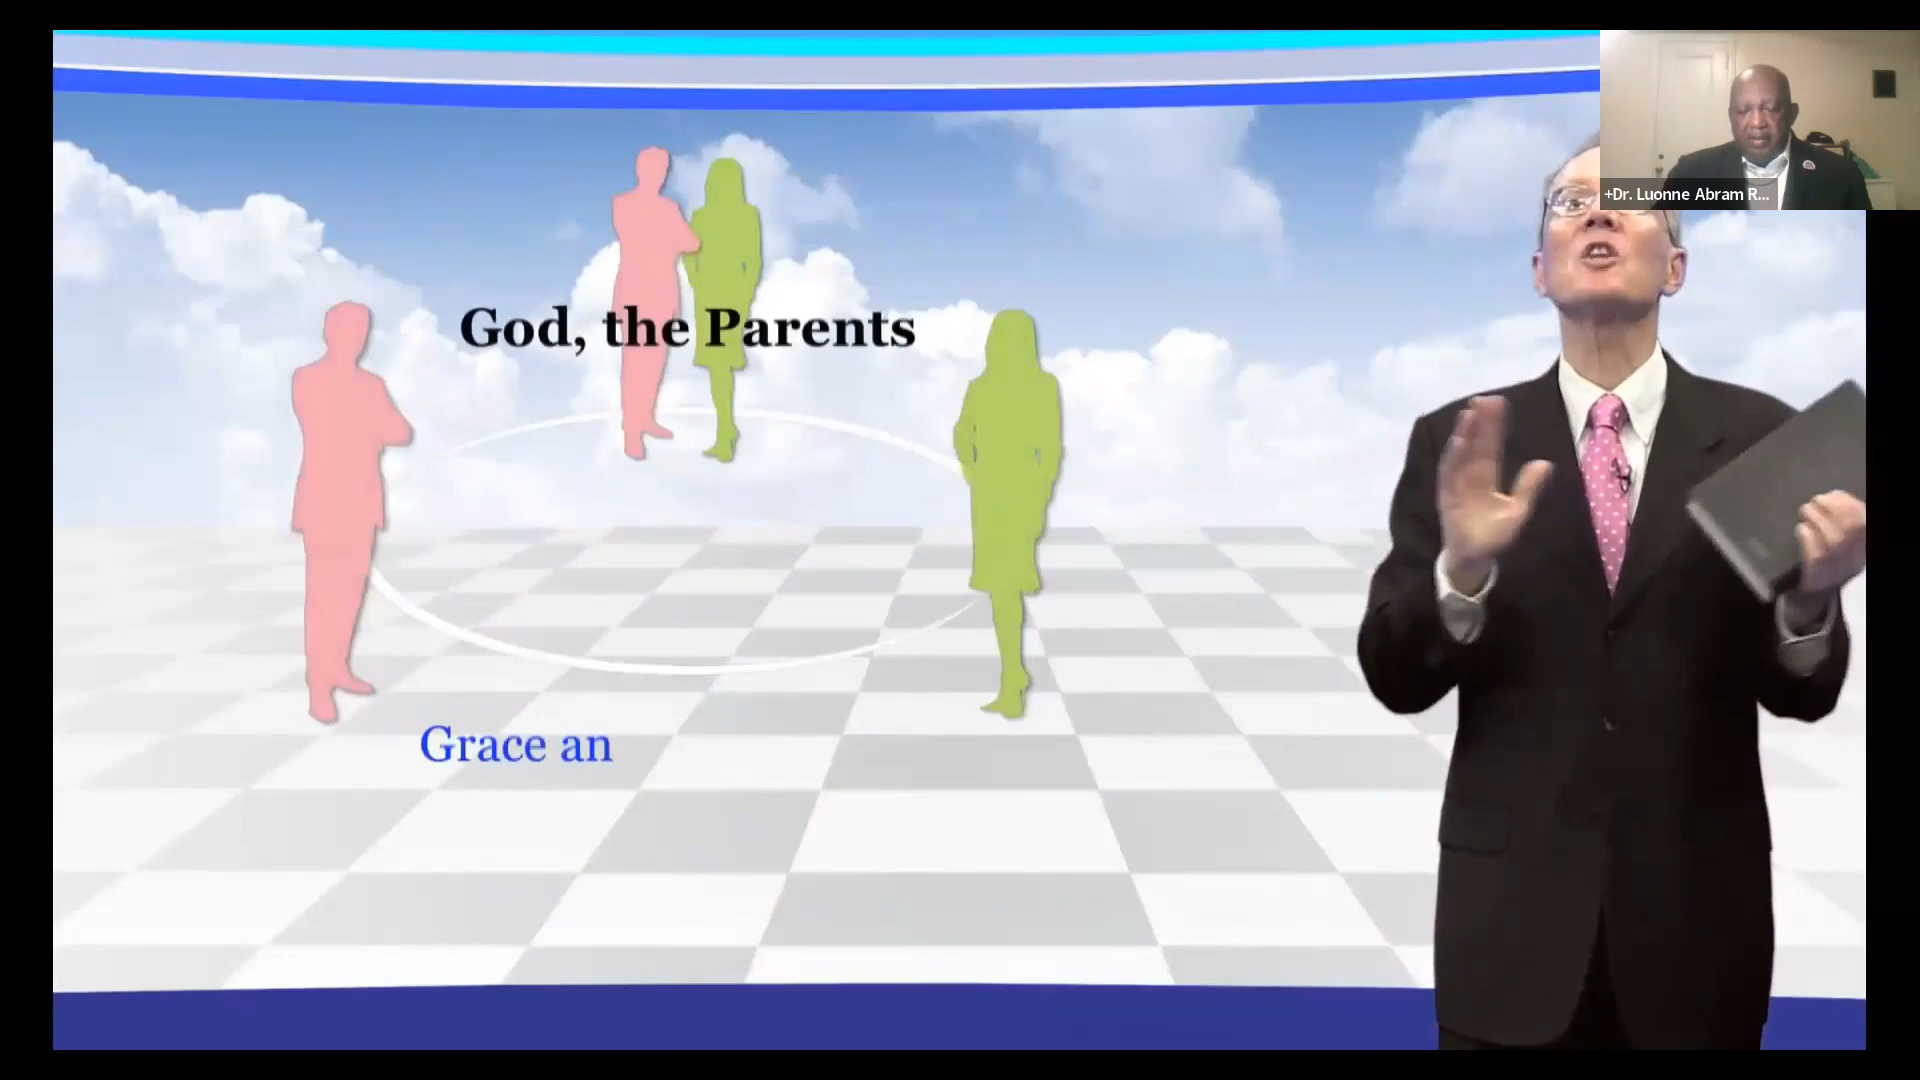 +Dr. Luonne Abram R...
God, the Parents
Grace an